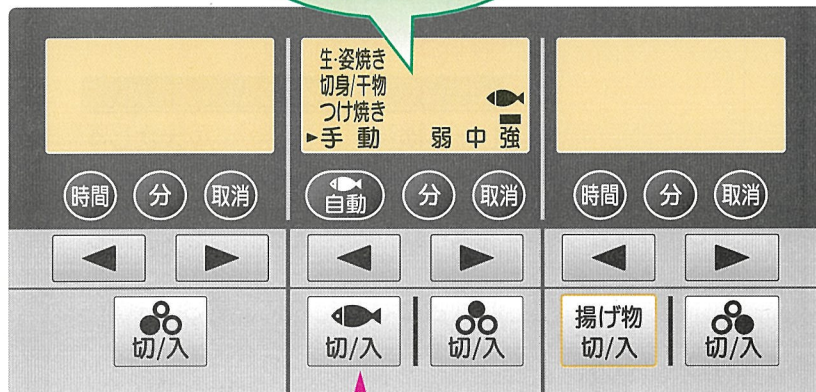 生・姿焼き
切身/干物
つけ焼き
►手 動 弱 中 強
時間 分 取消
自動 分 取消
時間 分 取消
◀ ▶ ◀ ▶ ◀ ▶
切/入
切/入 切/入
揚げ物
切/入 切/入